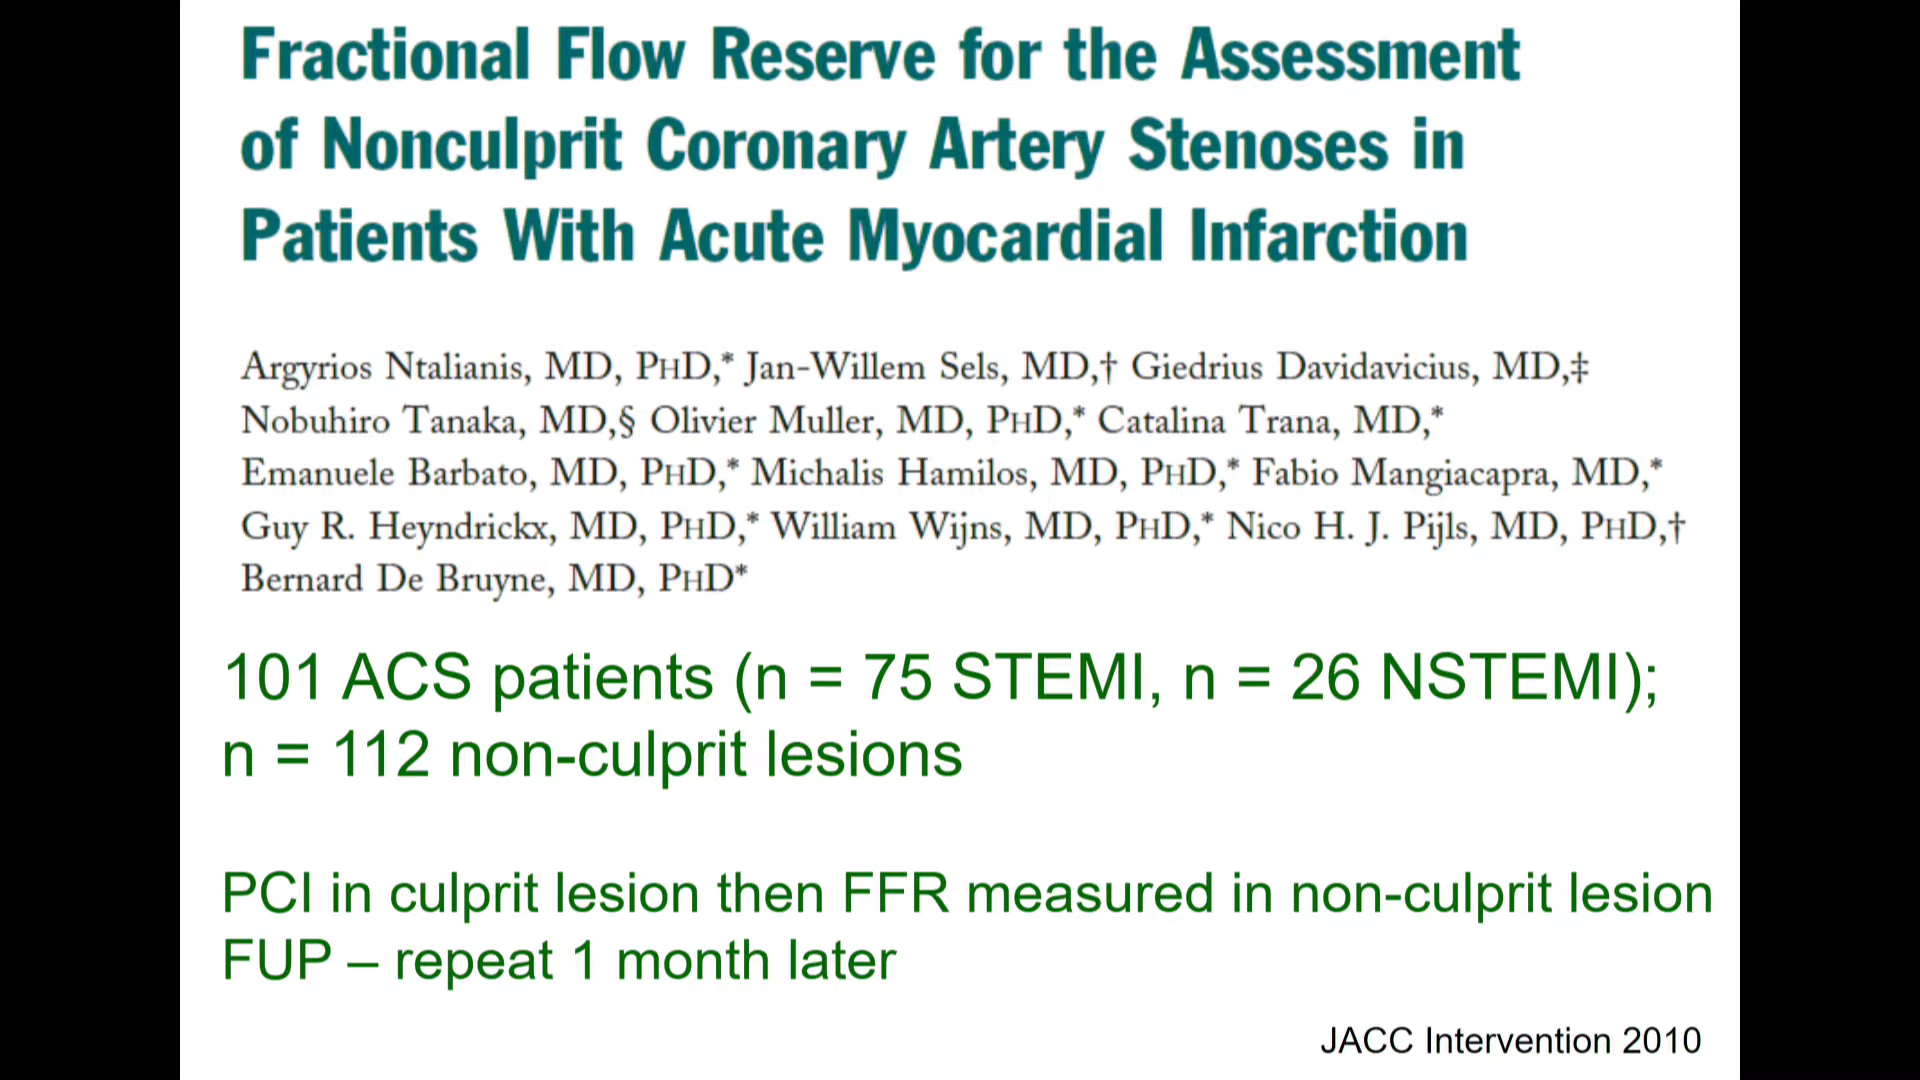 Fractional Flow Reserve for the Assessment
of Nonculprit Coronary Artery Stenoses in
Patients With Acute Myocardial Infarction
Argyrios Ntalianis, MD, PhD,* Jan-Willem Sels, MD,† Giedrius Davidavicius, MD,‡
Nobuhiro Tanaka, MD,§ Olivier Muller, MD, PhD,* Catalina Trana, MD,*
Emanuele Barbato, MD, PhD,* Michalis Hamilos, MD, PhD,* Fabio Mangiacapra, MD,*
Guy R. Heyndrickx, MD, PhD,* William Wijns, MD, PhD,* Nico H. J. Pijls, MD, PhD,†
Bernard De Bruyne, MD, PhD*
101 ACS patients (n = 75 STEMI, n = 26 NSTEMI);
n = 112 non-culprit lesions
PCI in culprit lesion then FFR measured in non-culprit lesion
FUP – repeat 1 month later
JACC Intervention 2010